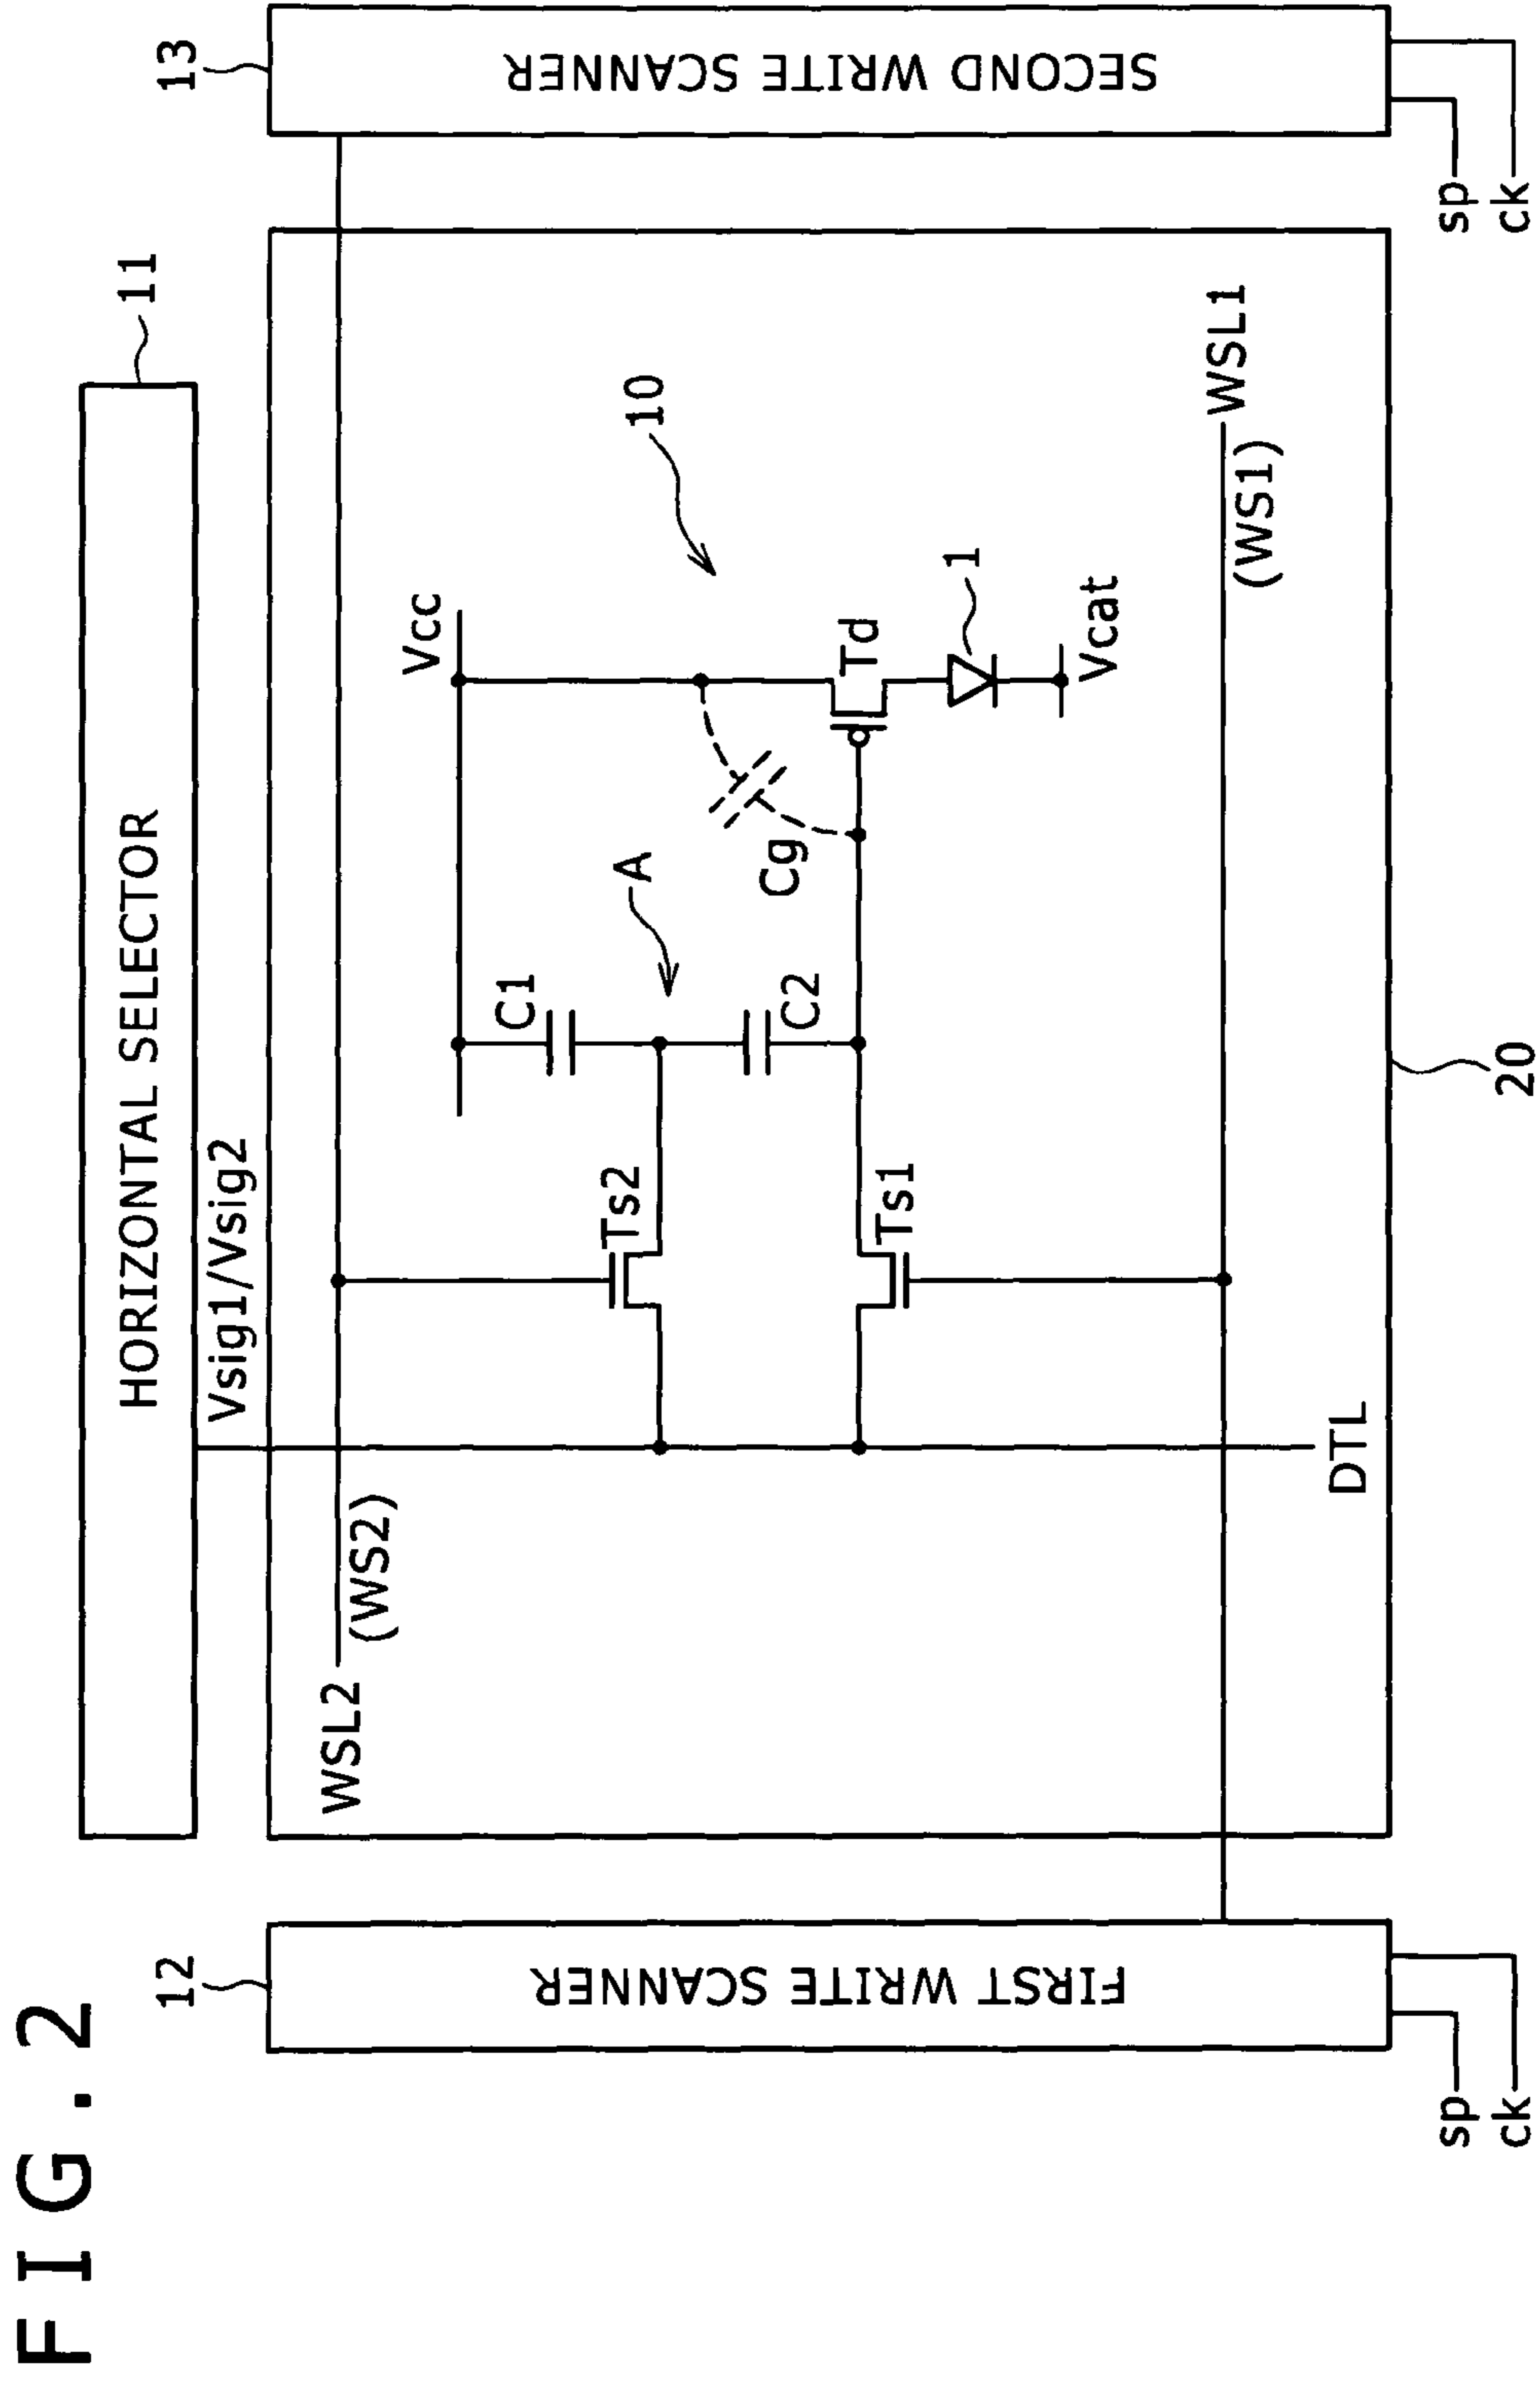 FIG.2
11
HORIZONTAL SELECTOR
12
13
Vsig1/Vsig2
WSL2
(WS2)
Vcc
C1
10
A
Ts2
C2
Cg
Td
Ts1
1
Vcat
WSL1
(WS1)
DTL
FIRST WRITE SCANNER
SECOND WRITE SCANNER
20
sp
ck
sp
ck